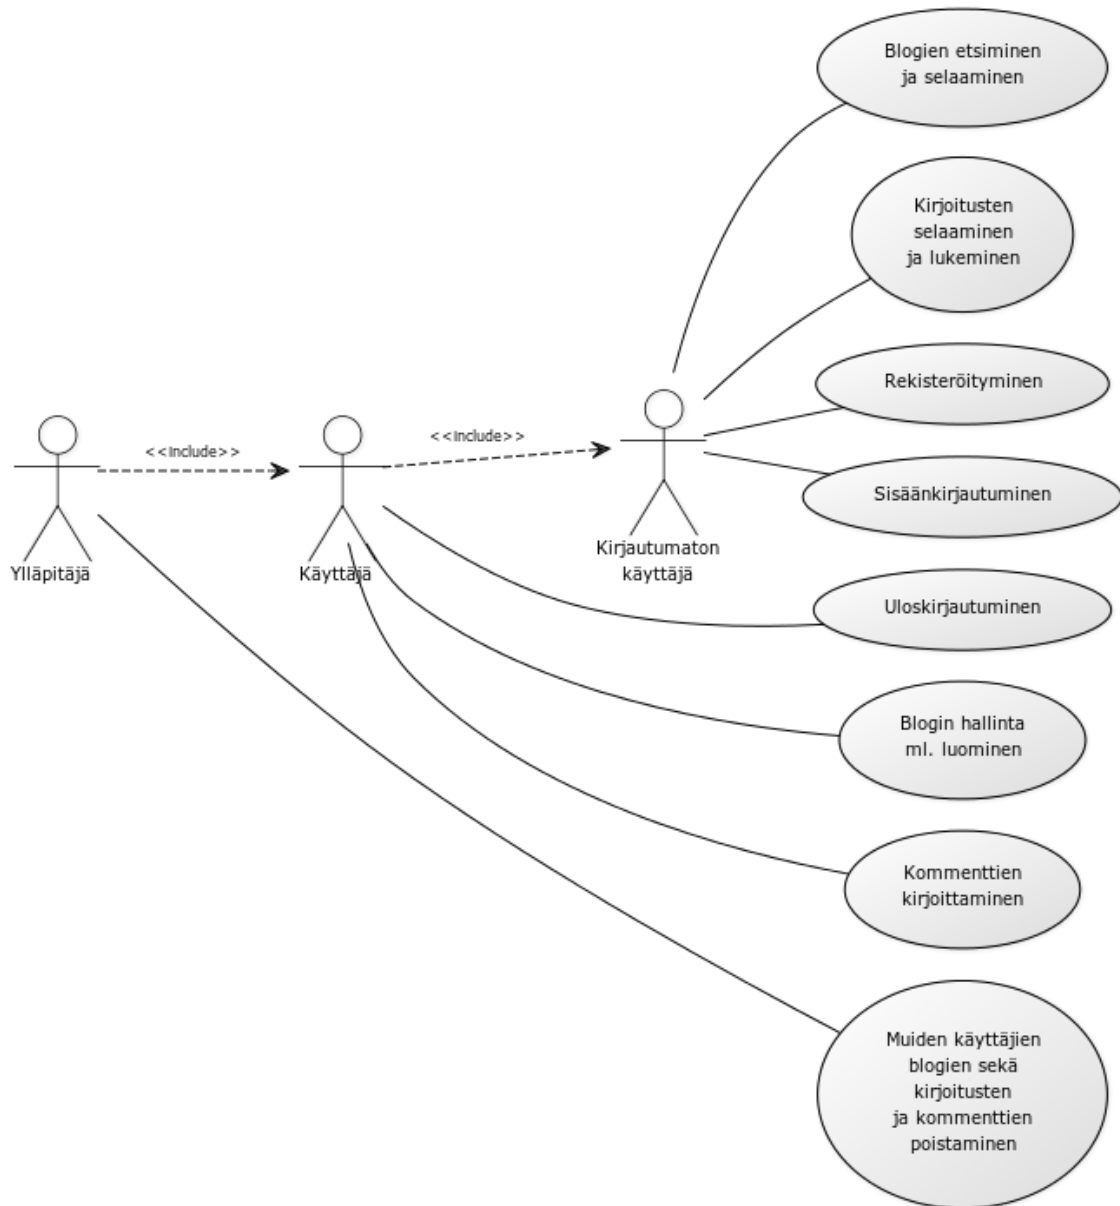 Blogien etsiminen
ja selaaminen
Kirjoitusten
selaaminen
ja lukeminen
Rekisteröityminen
<<include>>
<<include>>
Sisäänkirjautuminen
Ylläpitäjä
Käyttäjä
Kirjautumaton
käyttäjä
Uloskirjautuminen
Blogin hallinta
ml. luominen
Kommenttien
kirjoittaminen
Muiden käyttäjien
blogien sekä
kirjoitusten
ja kommenttien
poistaminen